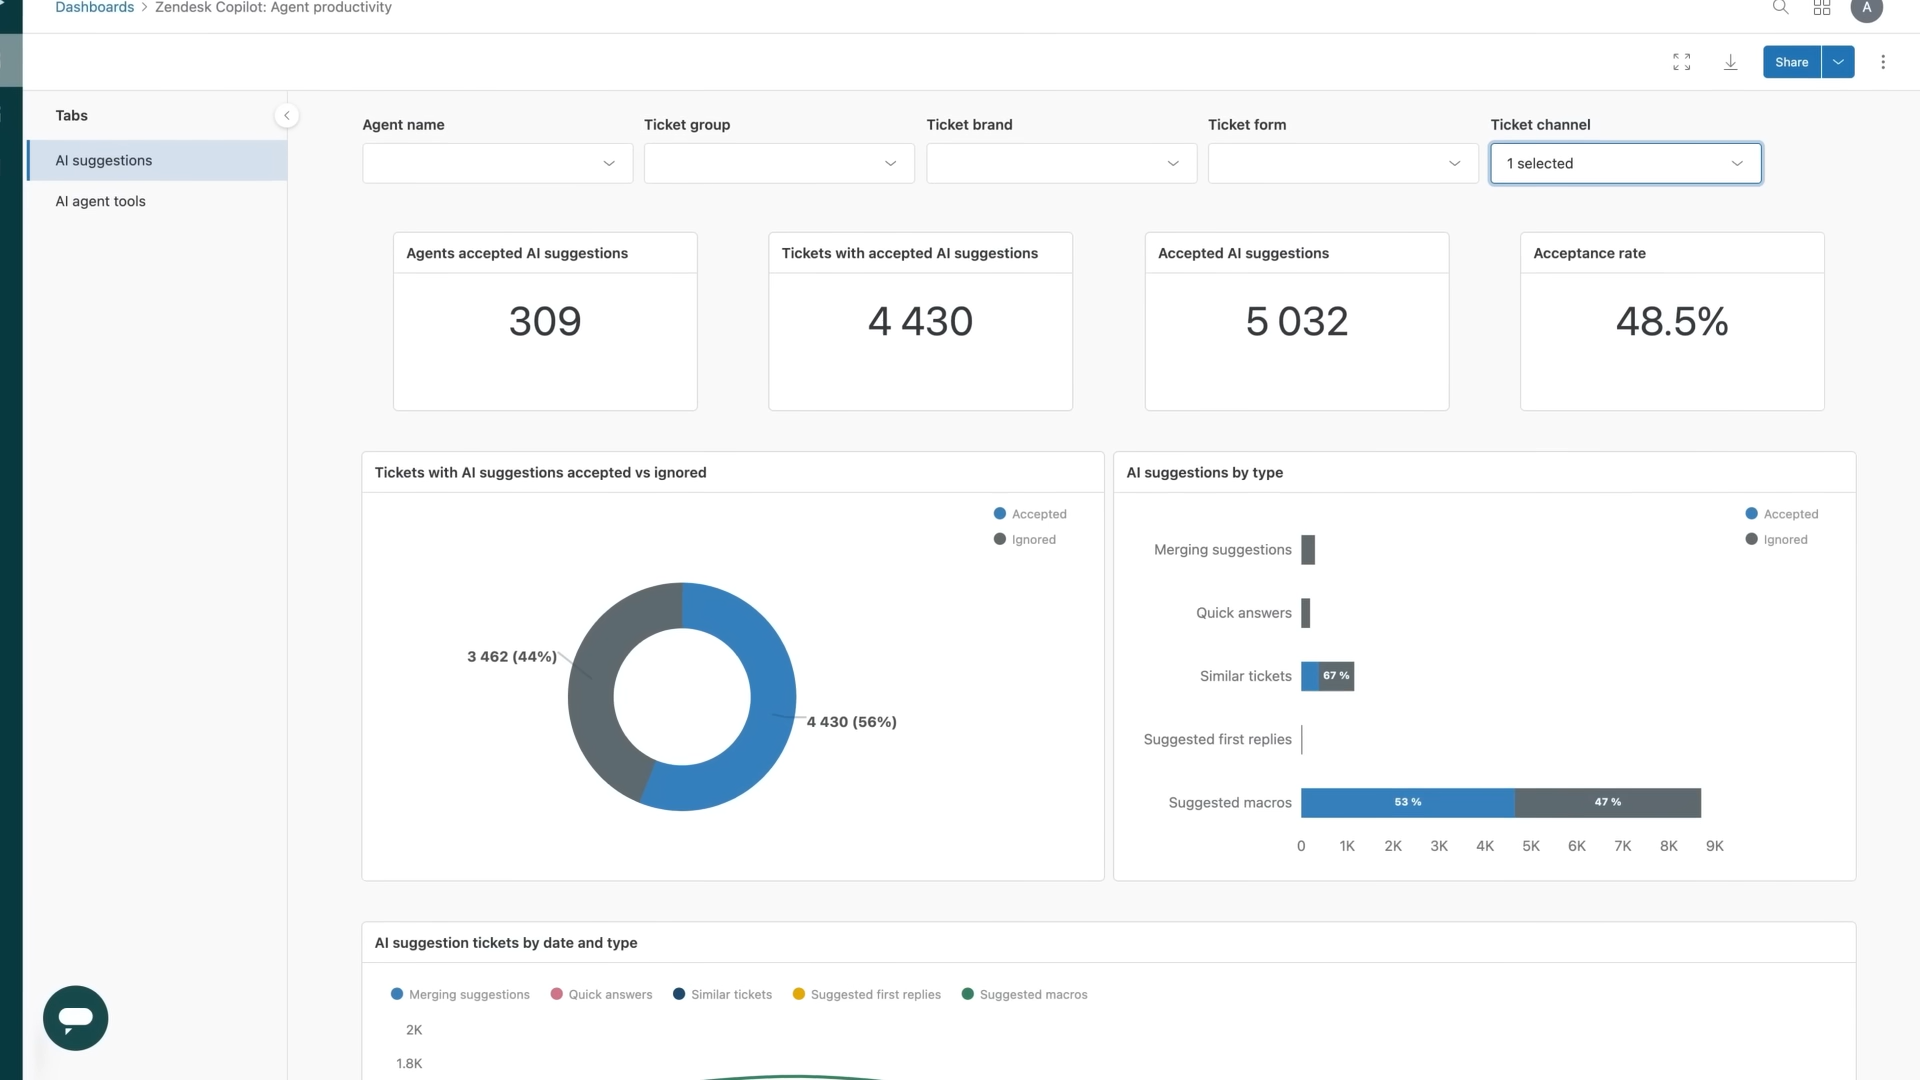 Dashboards > Zendesk Copilot: Agent productivity
A
Share
Tabs
AI suggestions
AI agent tools
Agent name
Ticket group
Ticket brand
Ticket form
Ticket channel
1 selected
Agents accepted AI suggestions
309
Tickets with accepted AI suggestions
4 430
Accepted AI suggestions
5 032
Acceptance rate
48.5%
Tickets with AI suggestions accepted vs ignored
Accepted
Ignored
3 462 (44%)
4 430 (56%)
AI suggestions by type
Accepted
Ignored
Merging suggestions
Quick answers
Similar tickets 67 %
Suggested first replies
Suggested macros 53 % 47 %
0 1K 2K 3K 4K 5K 6K 7K 8K 9K
AI suggestion tickets by date and type
Merging suggestions Quick answers Similar tickets Suggested first replies Suggested macros
2K
1.8K